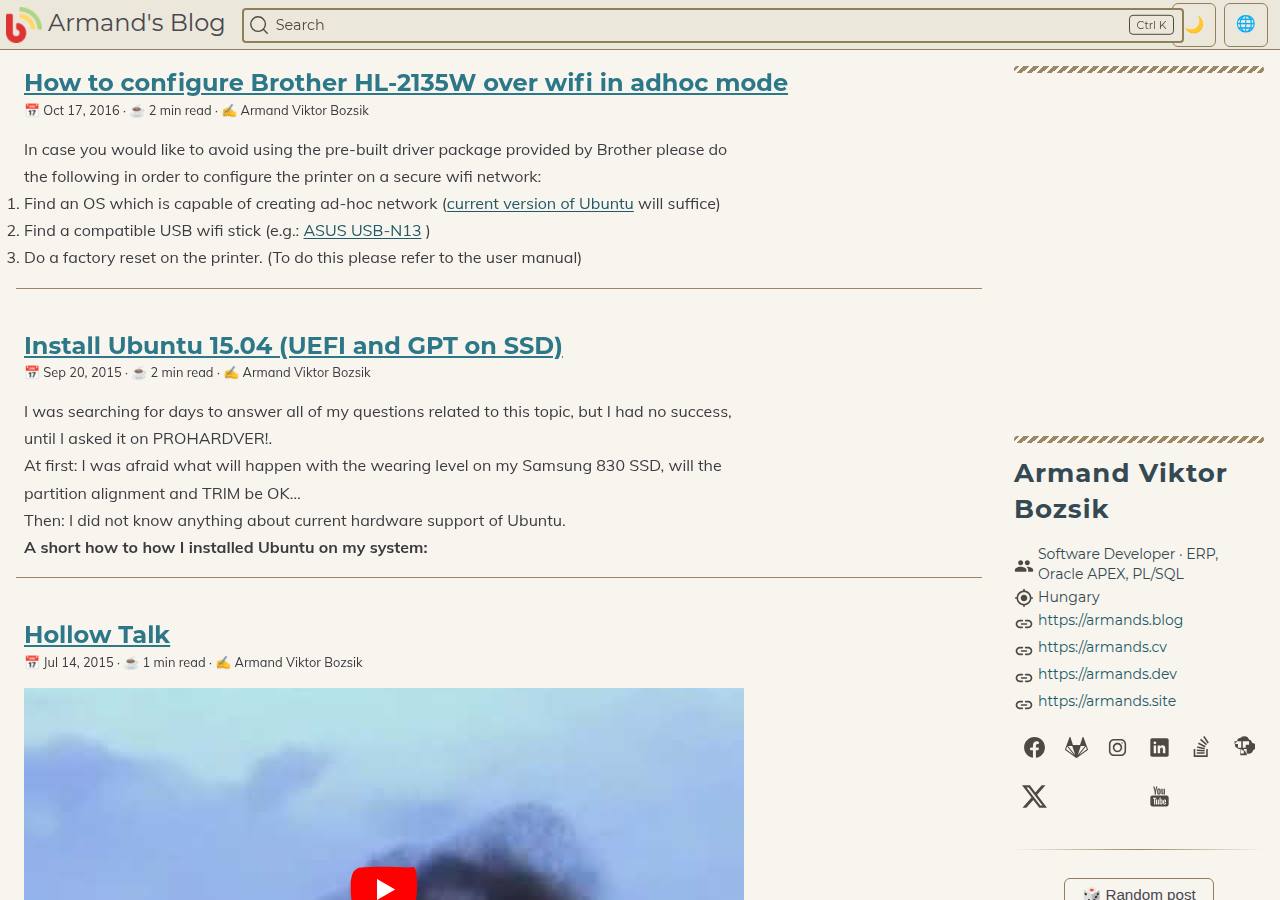 Armand's Blog
Search
Ctrl K
How to configure Brother HL-2135W over wifi in adhoc mode
📅 Oct 17, 2016 · ☕ 2 min read · ✍️ Armand Viktor Bozsik
In case you would like to avoid using the pre-built driver package provided by Brother please do
the following in order to configure the printer on a secure wifi network:
1. Find an OS which is capable of creating ad-hoc network (current version of Ubuntu will suffice)
2. Find a compatible USB wifi stick (e.g.: ASUS USB-N13 )
3. Do a factory reset on the printer. (To do this please refer to the user manual)
Install Ubuntu 15.04 (UEFI and GPT on SSD)
📅 Sep 20, 2015 · ☕ 2 min read · ✍️ Armand Viktor Bozsik
I was searching for days to answer all of my questions related to this topic, but I had no success,
until I asked it on PROHARDVER!.
At first: I was afraid what will happen with the wearing level on my Samsung 830 SSD, will the
partition alignment and TRIM be OK...
Then: I did not know anything about current hardware support of Ubuntu.
A short how to how I installed Ubuntu on my system:
Hollow Talk
📅 Jul 14, 2015 · ☕ 1 min read · ✍️ Armand Viktor Bozsik
Armand Viktor
Bozsik
Software Developer · ERP,
Oracle APEX, PL/SQL
Hungary
https://armands.blog
https://armands.cv
https://armands.dev
https://armands.site
You
Tube
🎲 Random post